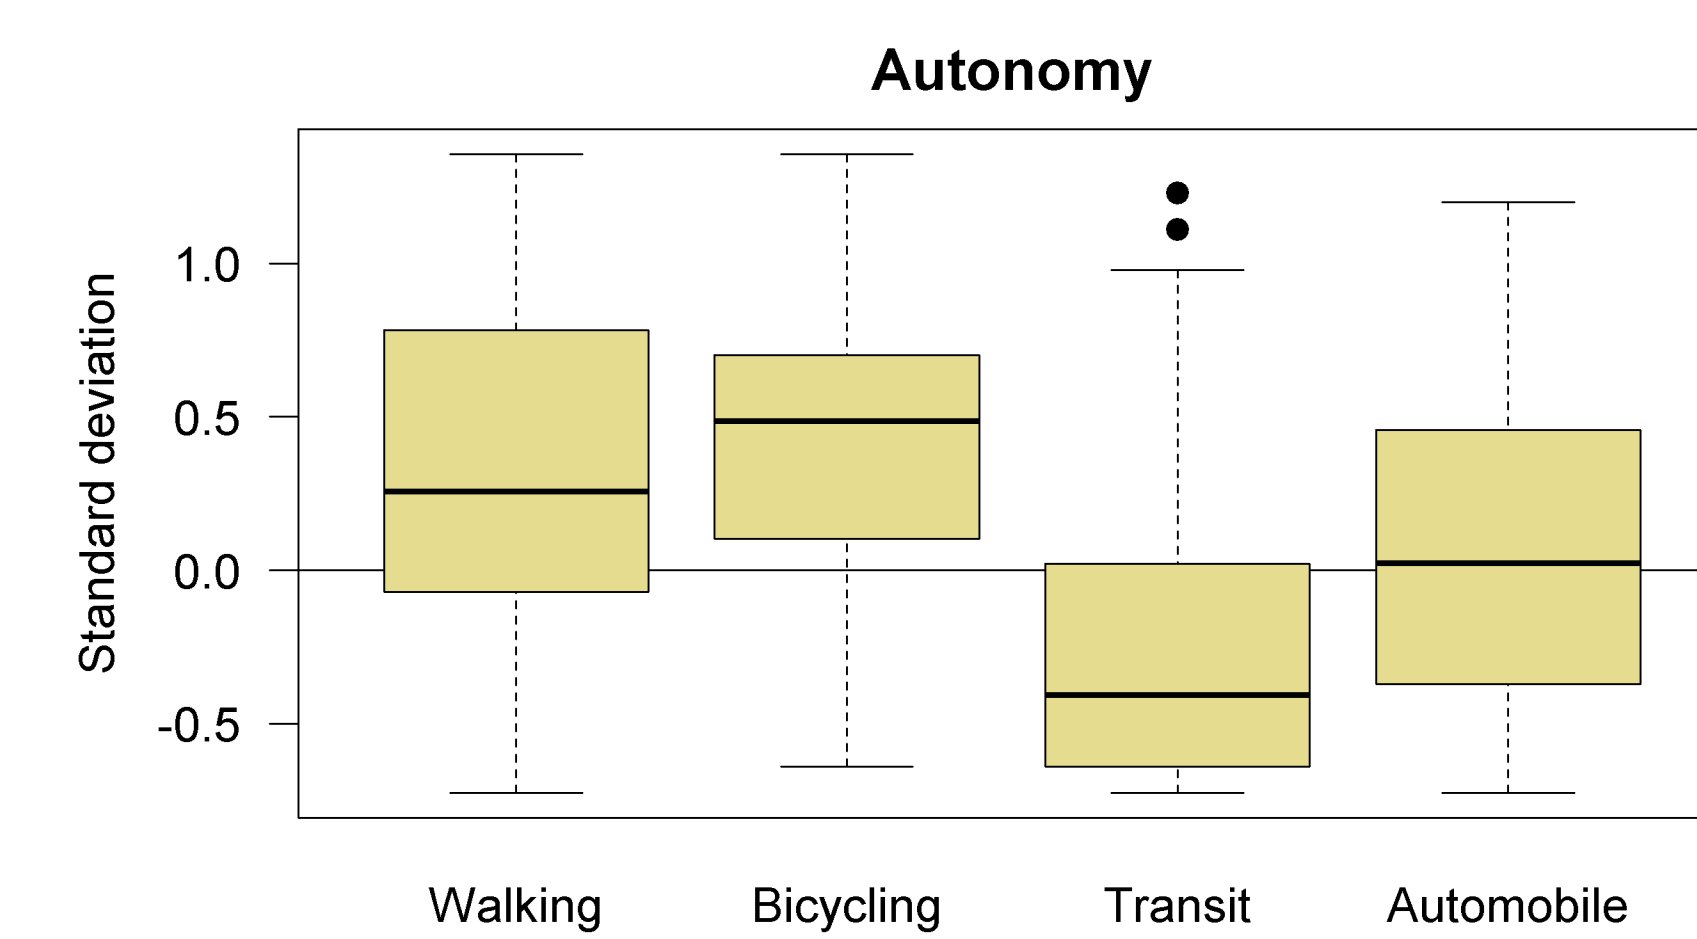 Autonomy
Standard deviation
1.0
0.5
0.0
-0.5
Walking
Bicycling
Transit
Automobile